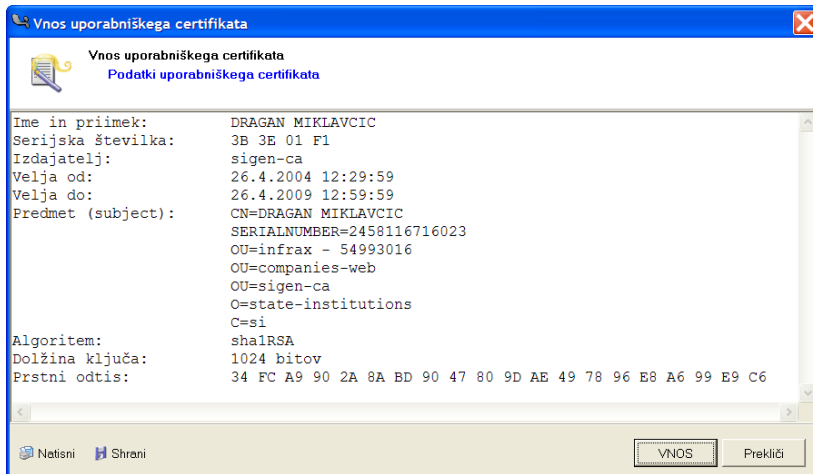 Vnos uporabniškega certifikata
Vnos uporabniškega certifikata
Podatki uporabniškega certifikata
Ime in priimek: DRAGAN MIKLAVCIC
Serijska številka: 3B 3E 01 F1
Izdajatelj: sigen-ca
Velja od: 26.4.2004 12:29:59
Velja do: 26.4.2009 12:59:59
Predmet (subject): CN=DRAGAN MIKLAVCIC
SERIALNUMBER=2458116716023
OU=infrax - 54993016
OU=companies-web
OU=sigen-ca
O=state-institutions
C=si
Algoritem: sha1RSA
Dolžina ključa: 1024 bitov
Prstni odtis: 34 FC A9 90 2A 8A BD 90 47 80 9D AE 49 78 96 E8 A6 99 E9 C6
Natisni Shrani VNOS Prekliči